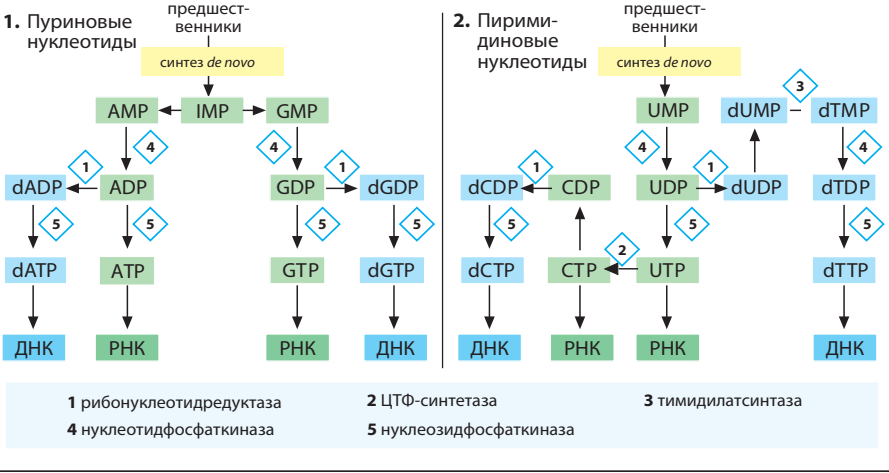 1. Пуриновые
нуклеотиды
предшест-
венники
синтез de novo
AMP IMP GMP
4 4
1 1
dADP ADP GDP dGDP
5 5 5 5
dATP ATP GTP dGTP
ДНК РНК РНК ДНК
2. Пирими-
диновые
нуклеотиды
предшест-
венники
синтез de novo
3
UMP dUMP dTMP
4 4
1 1
dCDP CDP UDP dUDP dTDP
5 5 5
2
dCTP CTP UTP dTTP
ДНК РНК РНК ДНК
1 рибонуклеотидредуктаза 2 ЦТФ-синтетаза 3 тимидилатсинтаза
4 нуклеотидфосфаткиназа 5 нуклеозидфосфаткиназа